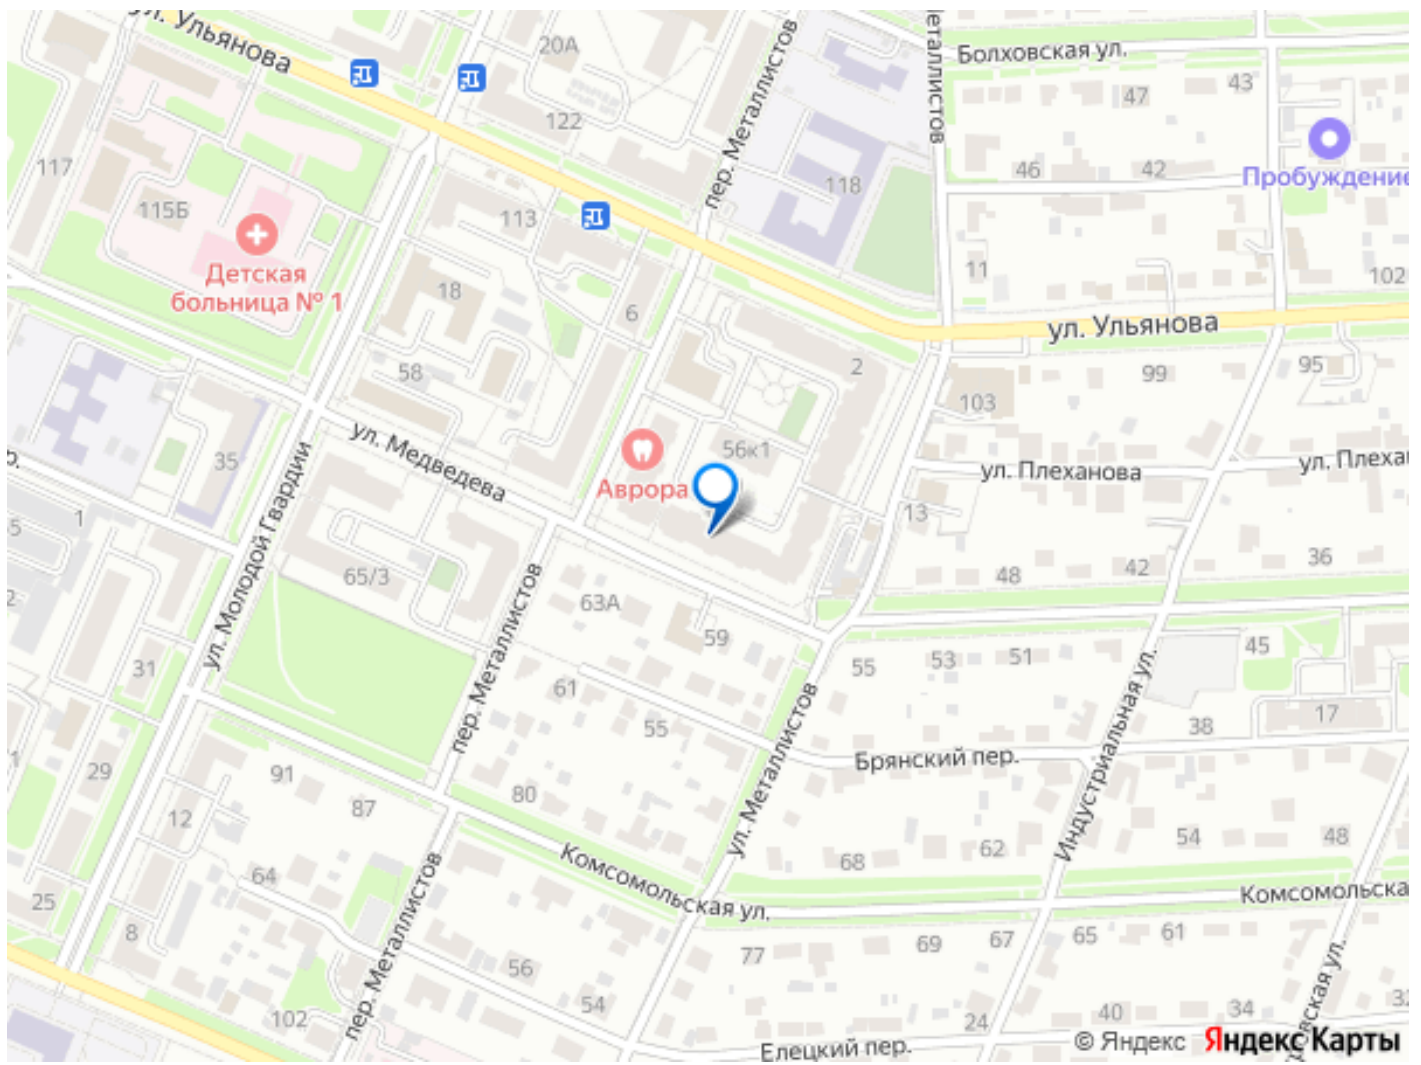 ул. Ульянова
20А
пер. Металлистов
Металлистов
Болховская ул.
43
47
122
117
118
46
42
Пробуждение
115Б
113
Детская
больница № 1
18
6
11
102
ул. Ульянова
58
2
99
95
103
35
ул. Медведева
56к1
Аврора
ул. Плеханова
ул. Плеха
ул. Молодой Гвардии
1
13
36
65/3
63А
48
42
59
пер. Металлистов
31
61
55
53
51
45
55
ул. Металлистов
17
38
Брянский пер.
Индустриальная ул.
29
91
87
80
12
68
62
54
48
64
Комсомольская ул.
Комсомольска
25
8
пер. Металлистов
77
69
67
65
61
56
54
102
24
40
34
32
Елецкий пер.
© Яндекс
Яндекс Карты